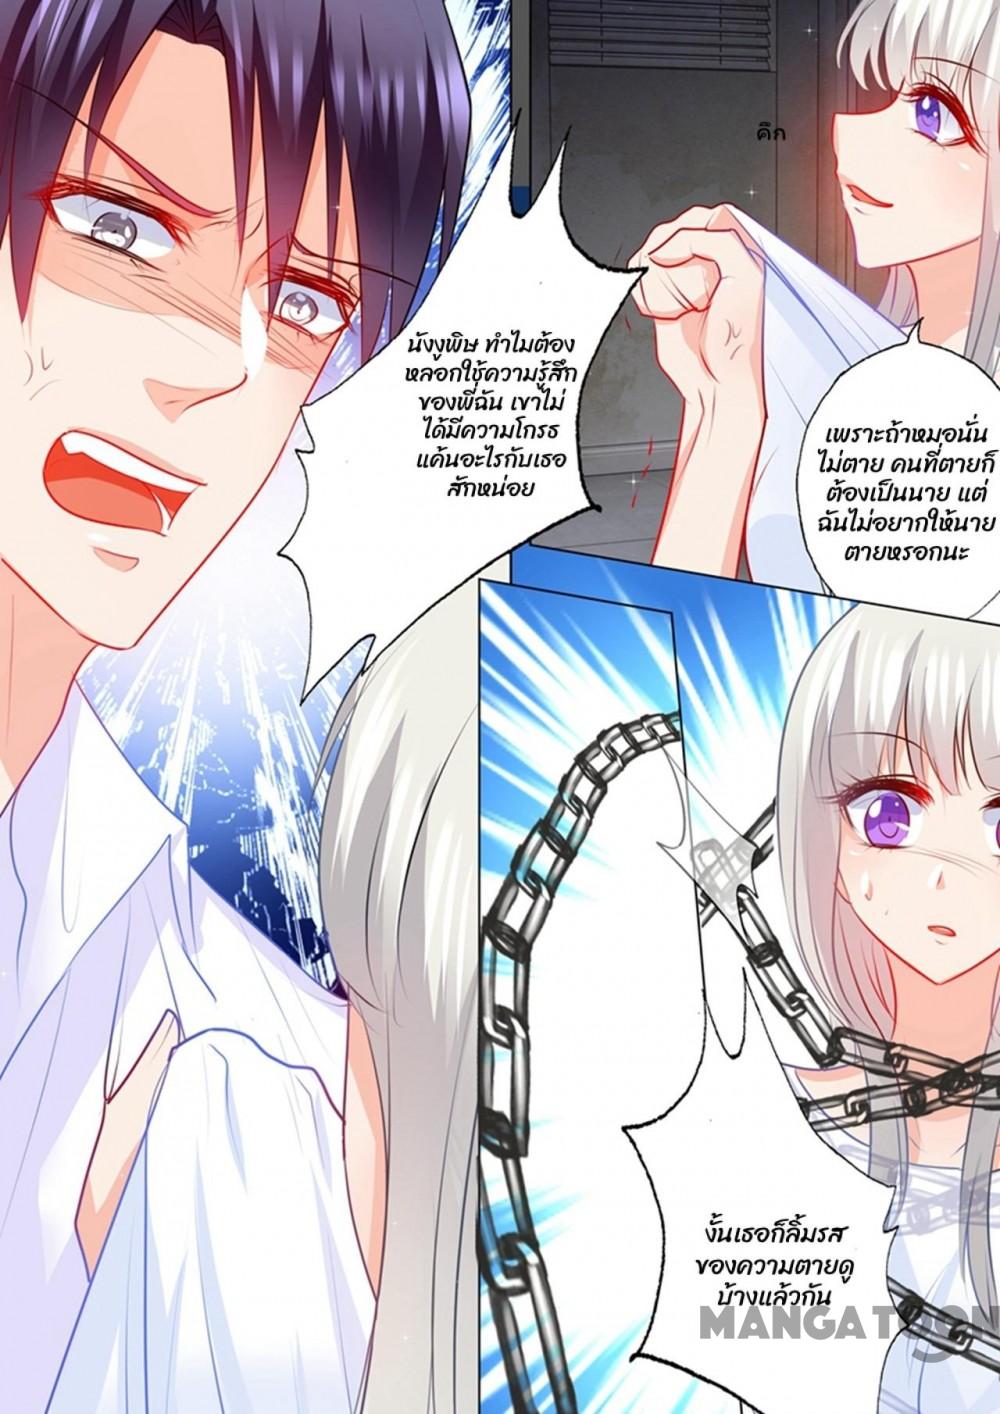 คึก
นังงูพิษ ทำไมต้อง
หลอกใช้ความรู้สึก
ของพี่ฉัน เขาไม่
ได้มีความโกรธ
แค้นอะไรกับเธอ
สักหน่อย
เพราะถ้าหมอนั่น
ไม่ตาย คนที่ตายก็
ต้องเป็นนาย แต่
ฉันไม่อยากให้นาย
ตายหรอกนะ
งั้นเธอก็ลิ้มรส
ของความตายดู
บ้างแล้วกัน
MANGATOON